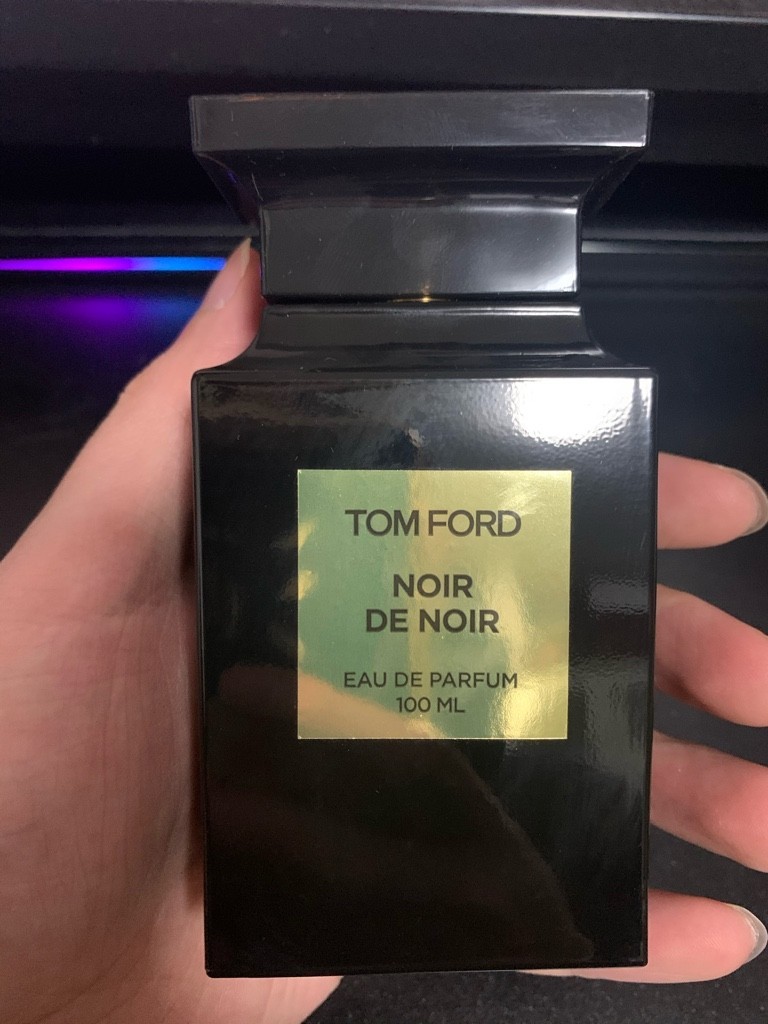 TOM FORD
NOIR
DE NOIR
EAU DE PARFUM
100 ML